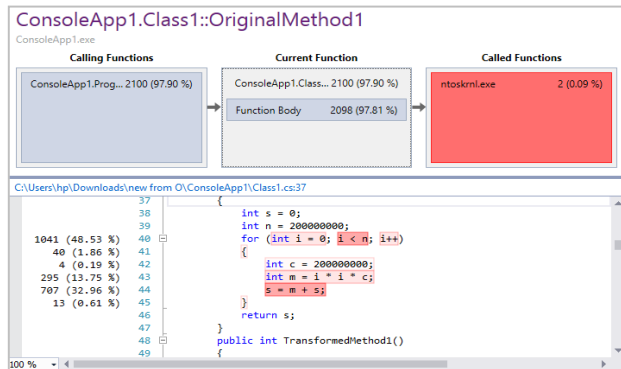 ConsoleApp1.Class1::OriginalMethod1
ConsoleApp1.exe
Calling Functions Current Function Called Functions
ConsoleApp1.Prog... 2100 (97.90 %) ConsoleApp1.Class... 2100 (97.90 %) ntoskrnl.exe 2 (0.09 %)
Function Body 2098 (97.81 %)
C:\Users\hp\Downloads\new from O\ConsoleApp1\Class1.cs:37
37 {
38 int s = 0;
39 int n = 200000000;
1041 (48.53 %) 40 for (int i = 0; i < n; i++)
40 (1.86 %) 41 {
4 (0.19 %) 42 int c = 200000000;
295 (13.75 %) 43 int m = i * i * c;
707 (32.96 %) 44 s = m + s;
13 (0.61 %) 45 }
46 return s;
47 }
48 public int TransformedMethod1()
49 {
100 %